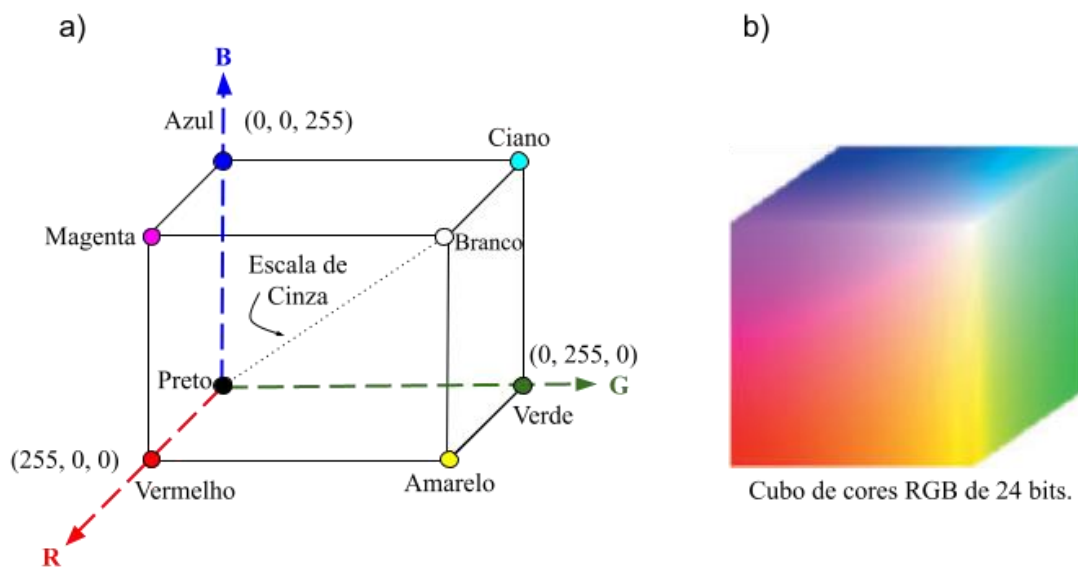 a)
b)
B
Azul
(0, 0, 255)
Ciano
Magenta
Branco
Escala de
Cinza
Preto
(0, 255, 0)
G
Verde
(255, 0, 0)
Vermelho
Amarelo
R
Cubo de cores RGB de 24 bits.